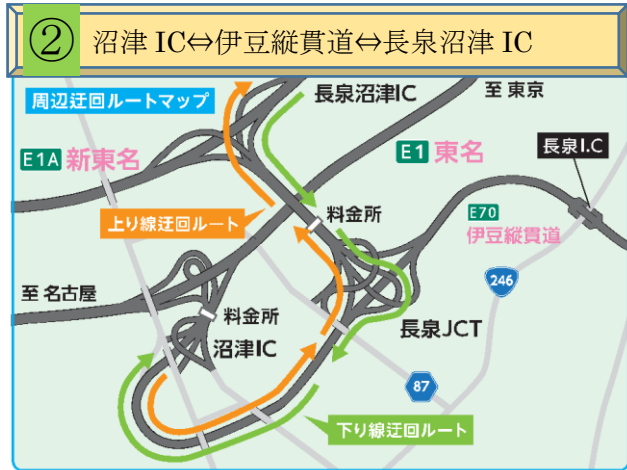 ② 沼津 IC⇔伊豆縦貫道⇔長泉沼津 IC
周辺迂回ルートマップ
長泉沼津IC
至 東京
E1A 新東名
E1 東名
長泉I.C
上り線迂回ルート
料金所
E70
伊豆縦貫道
246
至 名古屋
料金所
沼津IC
長泉JCT
87
下り線迂回ルート